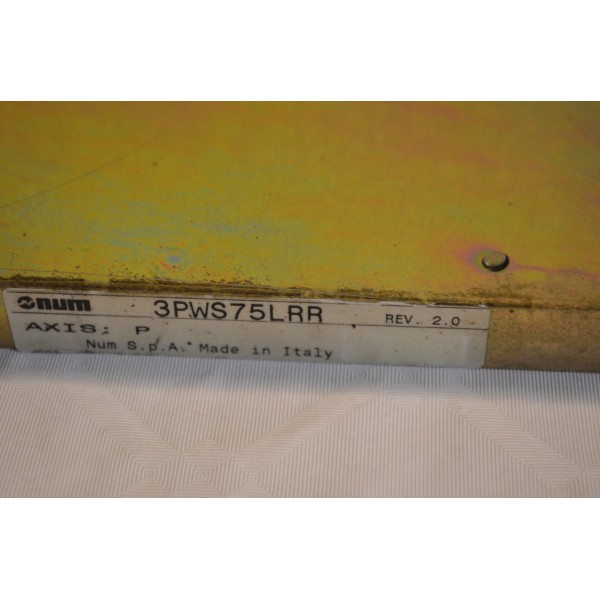 num 3PWS75LRR REV. 2.0
AXIS: P
Num S.p.A. Made in Italy